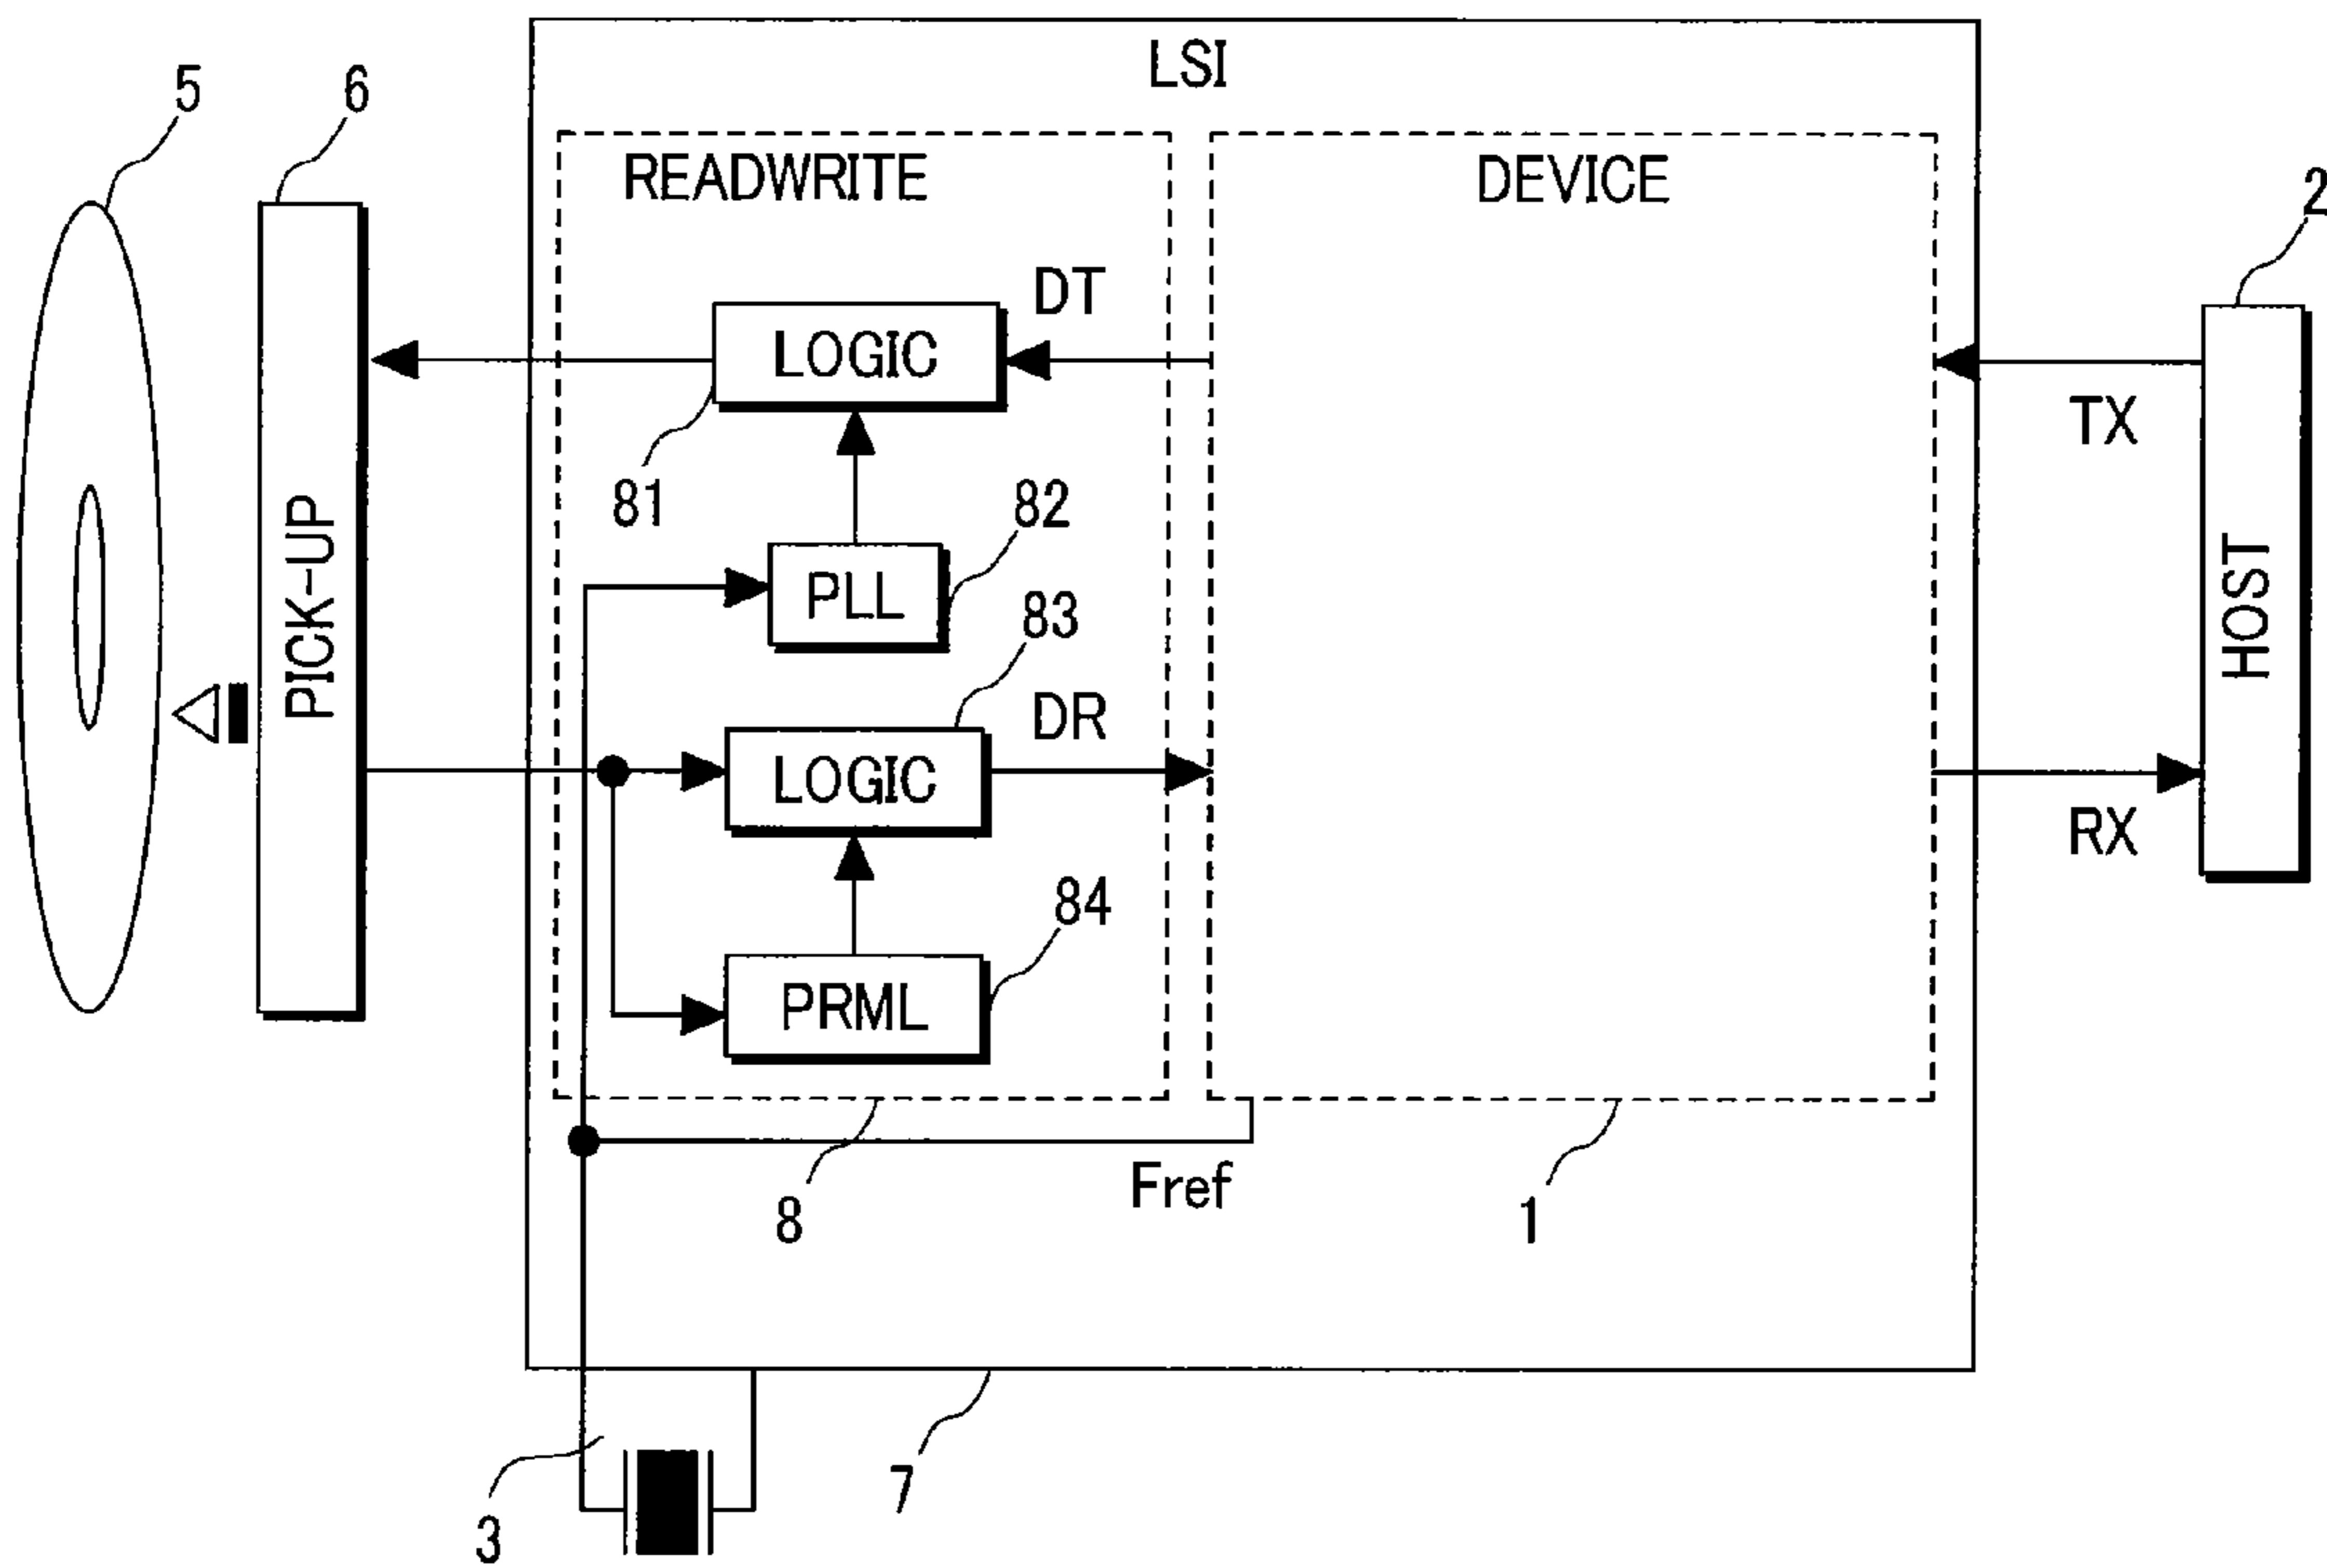 LSI
5
6
READWRITE
DEVICE
2
DT
LOGIC
TX
81
82
PLL
PICK-UP
HOST
83
DR
LOGIC
RX
84
PRML
Fref
8
1
7
3